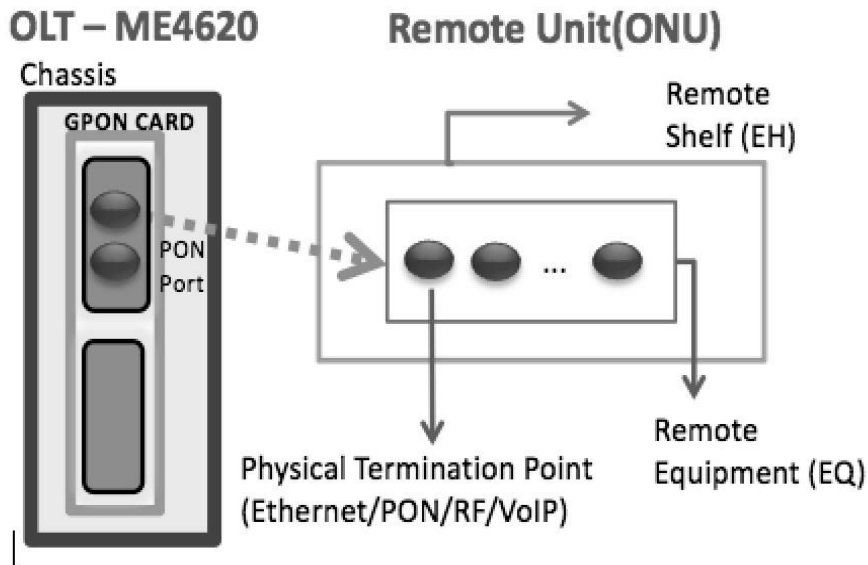 OLT – ME4620
Remote Unit(ONU)
Chassis
GPON CARD
PON
Port
Remote
Shelf (EH)
...
Physical Termination Point
(Ethernet/PON/RF/VoIP)
Remote
Equipment (EQ)